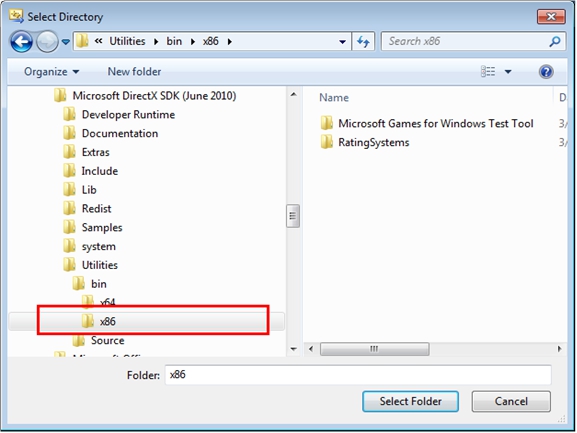 Select Directory
« Utilities ▸ bin ▸ x86 ▸
Search x86
Organize ▾
New folder
Microsoft DirectX SDK (June 2010)
Developer Runtime
Documentation
Extras
Include
Lib
Redist
Samples
system
Utilities
bin
x64
x86
Source
Name
D
Microsoft Games for Windows Test Tool
3/
RatingSystems
3/
Folder: x86
Select Folder
Cancel